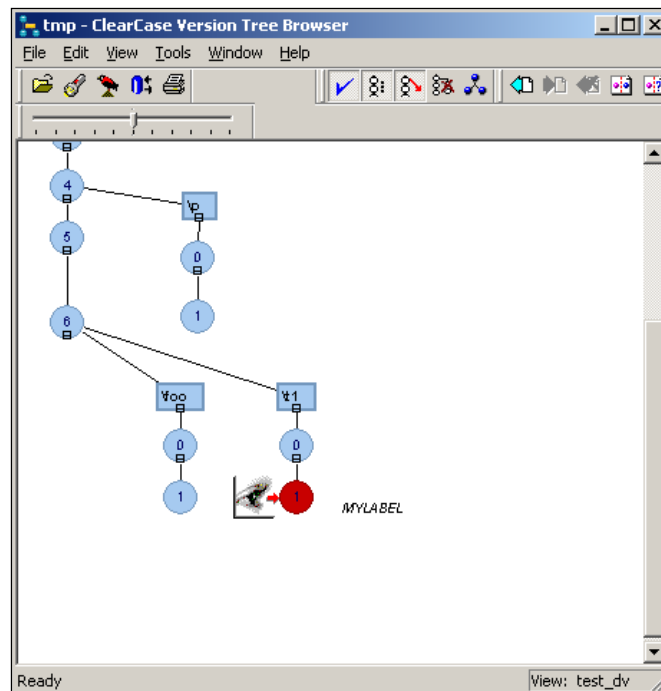 tmp - ClearCase Version Tree Browser
File Edit View Tools Window Help
4
\p
5
0
6
1
\foo
\t1
0
0
1
1
MYLABEL
Ready
View: test_dv